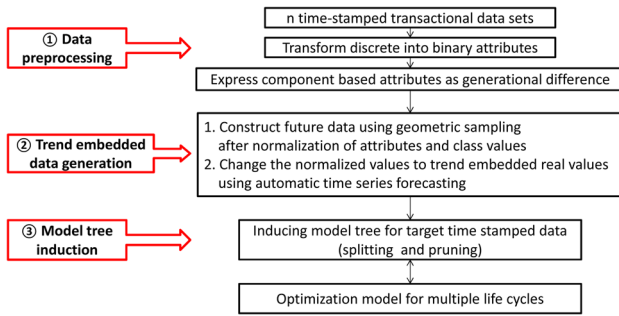 n time-stamped transactional data sets
① Data
preprocessing
Transform discrete into binary attributes
Express component based attributes as generational difference
② Trend embedded
data generation
1. Construct future data using geometric sampling
after normalization of attributes and class values
2. Change the normalized values to trend embedded real values
using automatic time series forecasting
③ Model tree
induction
Inducing model tree for target time stamped data
(splitting and pruning)
Optimization model for multiple life cycles